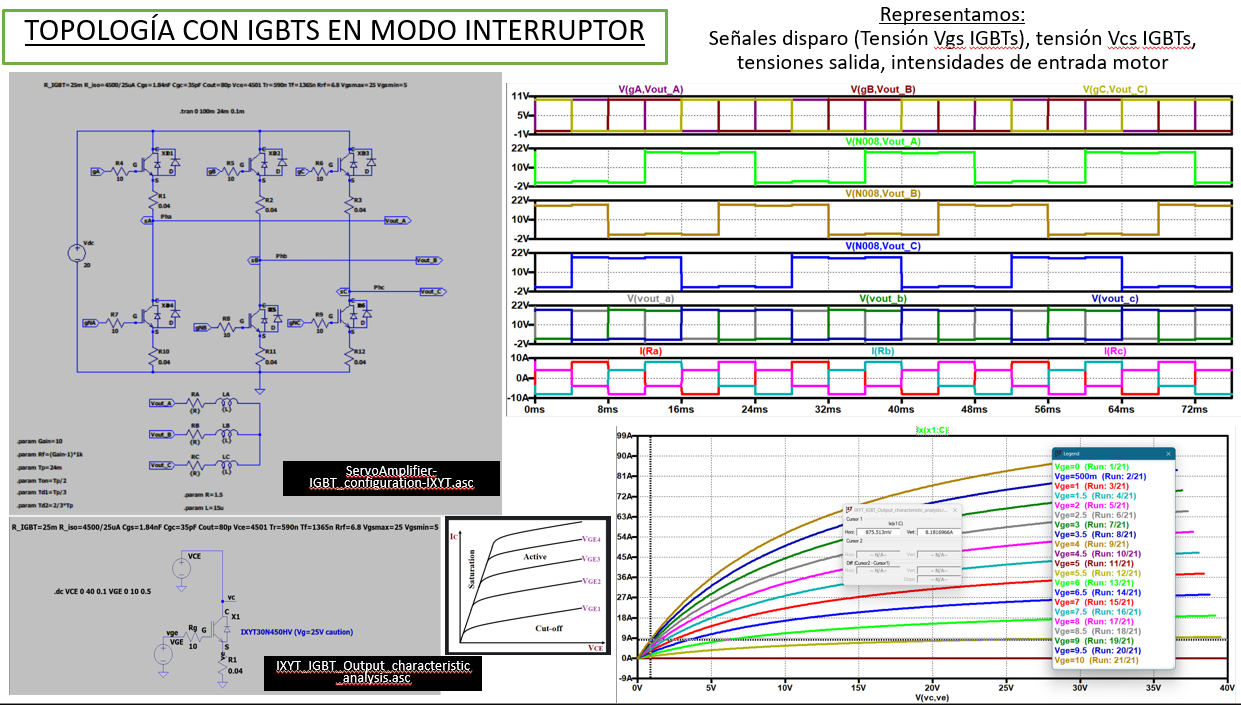 TOPOLOGÍA CON IGBTS EN MODO INTERRUPTOR
Representamos:
Señales disparo (Tensión Vgs IGBTs), tensión Vcs IGBTs,
tensiones salida, intensidades de entrada motor
R_IGBT=25m R_iso=4500/25uA Cgs=1.84nF Cgc=35pF Cout=80p Vce=4501 Tr=590n Tf=1365n Rrf=6.8 Vgsmax=25 Vgsmin=5
.tran 0 100m 24m 0.1m
C XB1 C XB2 C XB3
gA R4 G D gB R5 G D gC R6 G D
10 S 10 S 10 S
R1 R2 R3
0.04 0.04 0.04
sA Pha Vout_A
Vdc
20
sB Phb Vout_B
sC Phc Vout_C
C XB4 C C
gNA R7 G D gNB R8 G D gNC R9 G D
10 S 10 S 10 S
R10 R11 R12
0.04 0.04 0.04
Vout_A RA LA
{R} {L}
Vout_B RB LB
{R} {L}
Vout_C RC LC
{R} {L}
.param Gain=10
.param Rf=(Gain-1)*1k
.param Tp=24m
.param Ton=Tp/2
.param Td1=Tp/3
.param Td2=2/3*Tp
.param R=1.5
.param L=15u
ServoAmplifier-
IGBT_configuration-IXYT.asc
V(gA,Vout_A) V(gB,Vout_B) V(gC,Vout_C)
11V
5V
-1V
V(N008,Vout_A)
22V
10V
-2V
V(N008,Vout_B)
22V
10V
-2V
V(N008,Vout_C)
22V
10V
-2V
V(vout_a) V(vout_b) V(vout_c)
22V
10V
-2V
I(Ra) I(Rb) I(Rc)
10A
0A
-10A
0ms 8ms 16ms 24ms 32ms 40ms 48ms 56ms 64ms 72ms
R_IGBT=25m R_iso=4500/25uA Cgs=1.84nF Cgc=35pF Cout=80p Vce=4501 Tr=590n Tf=1365n Rrf=6.8 Vgsmax=25 Vgsmin=5
VCE
.dc VCE 0 40 0.1 VGE 0 10 0.5
vc
C X1
vge Rg G
VGE 10 S
IXYT30N450HV (Vg=25V caution)
R1
0.04
IXYT_IGBT_Output_characteristic
_analysis.asc
IC
Saturation
Active
Cut-off
VGE4
VGE3
VGE2
VGE1
VCE
Ix(x1:C)
99A
90A
81A
72A
63A
54A
45A
36A
27A
18A
9A
0A
-9A
0V 5V 10V 15V 20V 25V 30V 35V 40V
V(vc,ve)
IXYT_IGBT_Output_characteristic_analysis...
Cursor 1
Ix(x1:C)
Horz: 875.513mV Vert: 8.1816966A
Cursor 2
Horz: -- N/A-- Vert: -- N/A--
Diff (Cursor2 - Cursor1)
Horz: -- N/A-- Vert: -- N/A--
Slope: -- N/A--
Legend
Vge=0 (Run: 1/21)
Vge=500m (Run: 2/21)
Vge=1 (Run: 3/21)
Vge=1.5 (Run: 4/21)
Vge=2 (Run: 5/21)
Vge=2.5 (Run: 6/21)
Vge=3 (Run: 7/21)
Vge=3.5 (Run: 8/21)
Vge=4 (Run: 9/21)
Vge=4.5 (Run: 10/21)
Vge=5 (Run: 11/21)
Vge=5.5 (Run: 12/21)
Vge=6 (Run: 13/21)
Vge=6.5 (Run: 14/21)
Vge=7 (Run: 15/21)
Vge=7.5 (Run: 16/21)
Vge=8 (Run: 17/21)
Vge=8.5 (Run: 18/21)
Vge=9 (Run: 19/21)
Vge=9.5 (Run: 20/21)
Vge=10 (Run: 21/21)